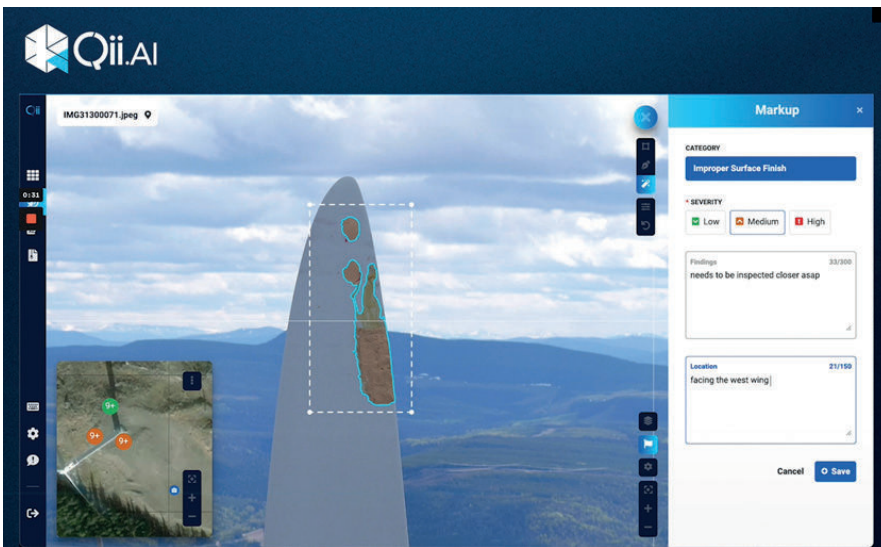 Qii.AI
Qii
IMG31300071.jpeg
0:31
9+
9+
9+
Markup
×
CATEGORY
Improper Surface Finish
* SEVERITY
Low
Medium
High
Findings 33/300
needs to be inspected closer asap
Location 21/150
facing the west wing
Cancel
Save